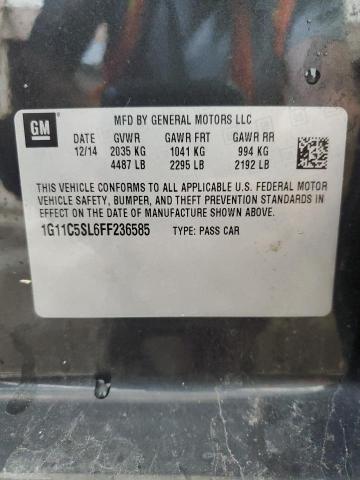 GM
MFD BY GENERAL MOTORS LLC
DATE GVWR GAWR FRT GAWR RR
12/14 2035 KG 1041 KG 994 KG
4487 LB 2295 LB 2192 LB
THIS VEHICLE CONFORMS TO ALL APPLICABLE U.S. FEDERAL MOTOR
VEHICLE SAFETY, BUMPER, AND THEFT PREVENTION STANDARDS
IN EFFECT ON THE DATE OF MANUFACTURE SHOWN ABOVE.
1G11C5SL6FF236585 TYPE: PASS CAR